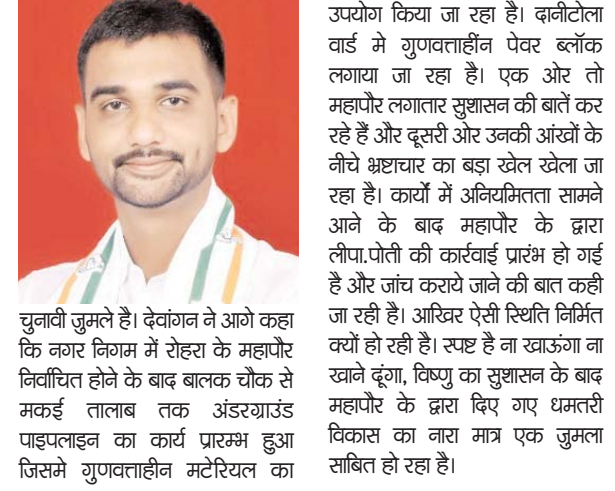 चुनावी जुमले है। देवांगन ने आगे कहा
कि नगर निगम में रोहरा के महापौर
निर्वाचित होने के बाद बालक चौक से
मकई तालाब तक अंडरग्राउंड
पाइपलाइन का कार्य प्रारम्भ हुआ
जिसमे गुणवत्ताहीन मटेरियल का
उपयोग किया जा रहा है। दानीटोला
वार्ड मे गुणवत्ताहींन पेवर ब्लॉक
लगाया जा रहा है। एक ओर तो
महापौर लगातार सुशासन की बातें कर
रहे हैं और दूसरी ओर उनकी आंखों के
नीचे भ्रष्टाचार का बड़ा खेल खेला जा
रहा है। कार्यों में अनियमितता सामने
आने के बाद महापौर के द्वारा
लीपा.पोती की कार्रवाई प्रारंभ हो गई
है और जांच कराये जाने की बात कही
जा रही है। आखिर ऐसी स्थिति निर्मित
क्यों हो रही है। स्पष्ट है ना खाऊंगा ना
खाने दूंगा, विष्णु का सुशासन के बाद
महापौर के द्वारा दिए गए धमतरी
विकास का नारा मात्र एक जुमला
साबित हो रहा है।